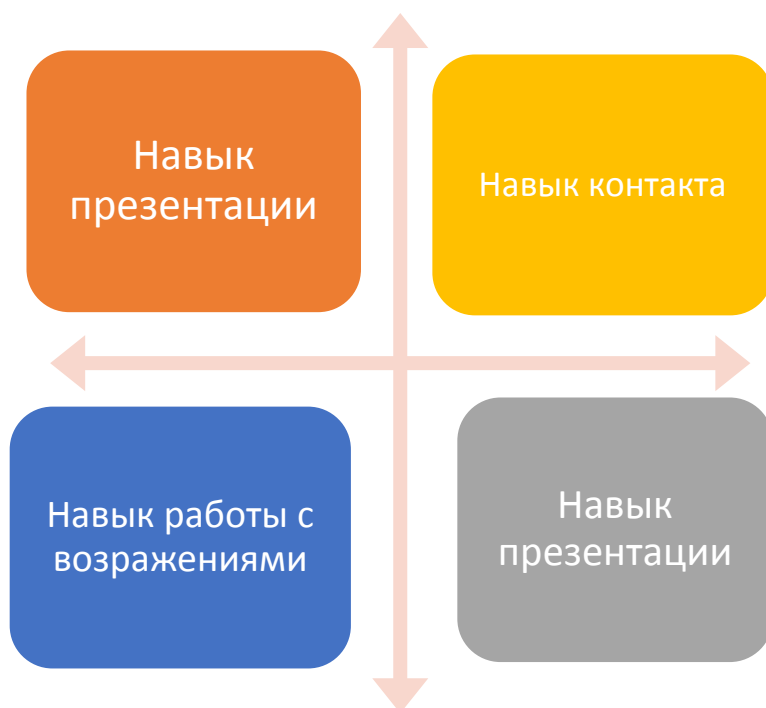 Навык
презентации
Навык контакта
Навык работы с
возражениями
Навык
презентации